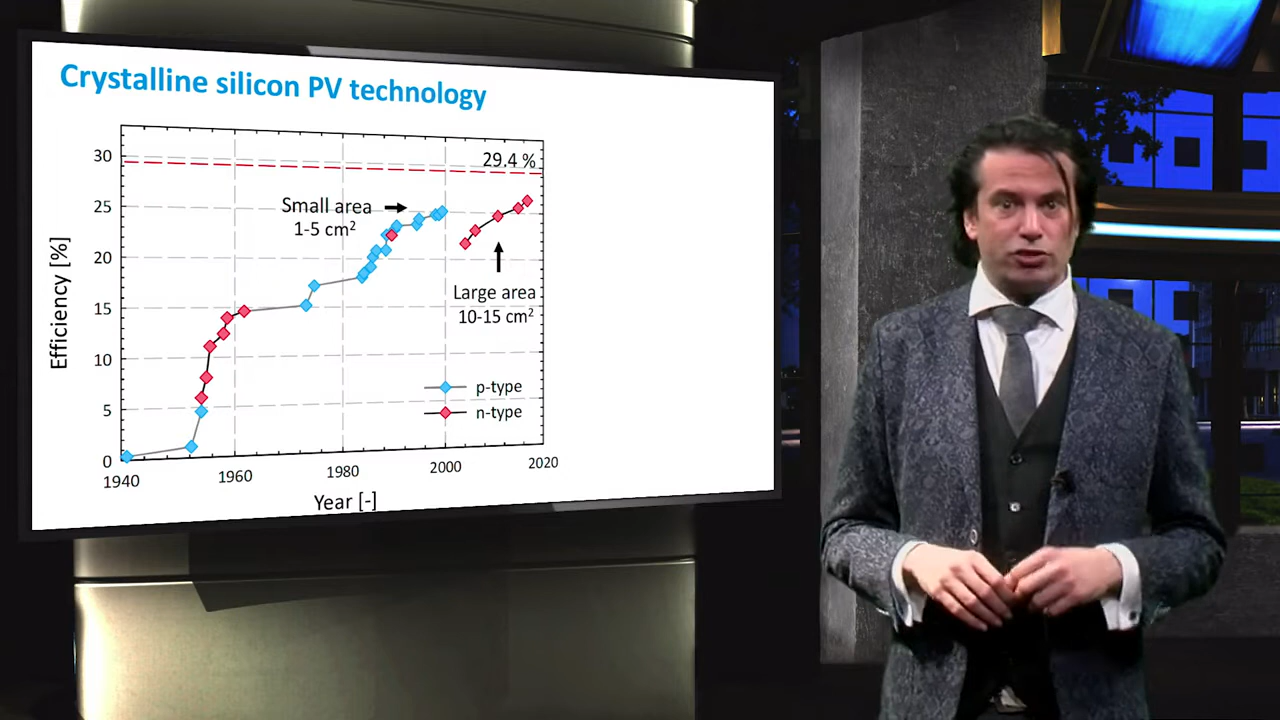 Crystalline silicon PV technology
30
25
20
15
10
5
0
Efficiency [%]
29.4 %
Small area
1-5 cm²
Large area
10-15 cm²
p-type
n-type
1940
1960
1980
2000
2020
Year [-]